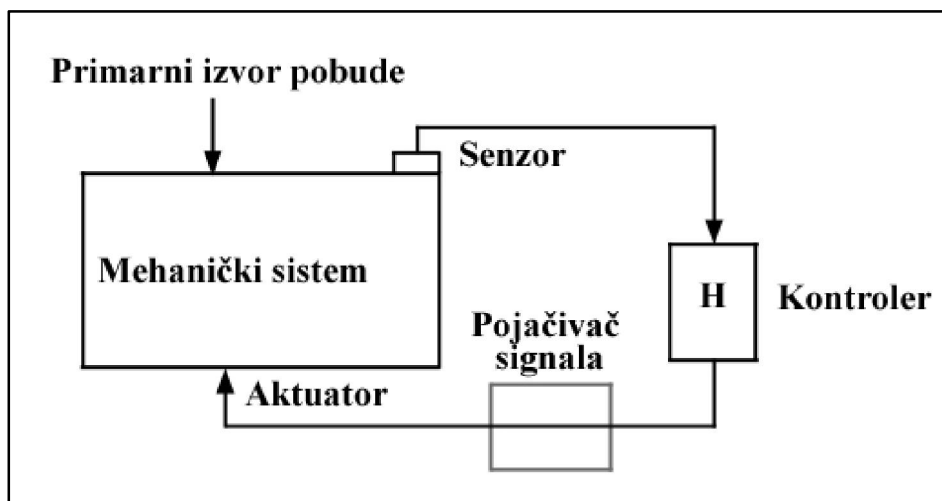 Primarni izvor pobude
Senzor
Mehanički sistem
H
Kontroler
Pojačivač
signala
Aktuator